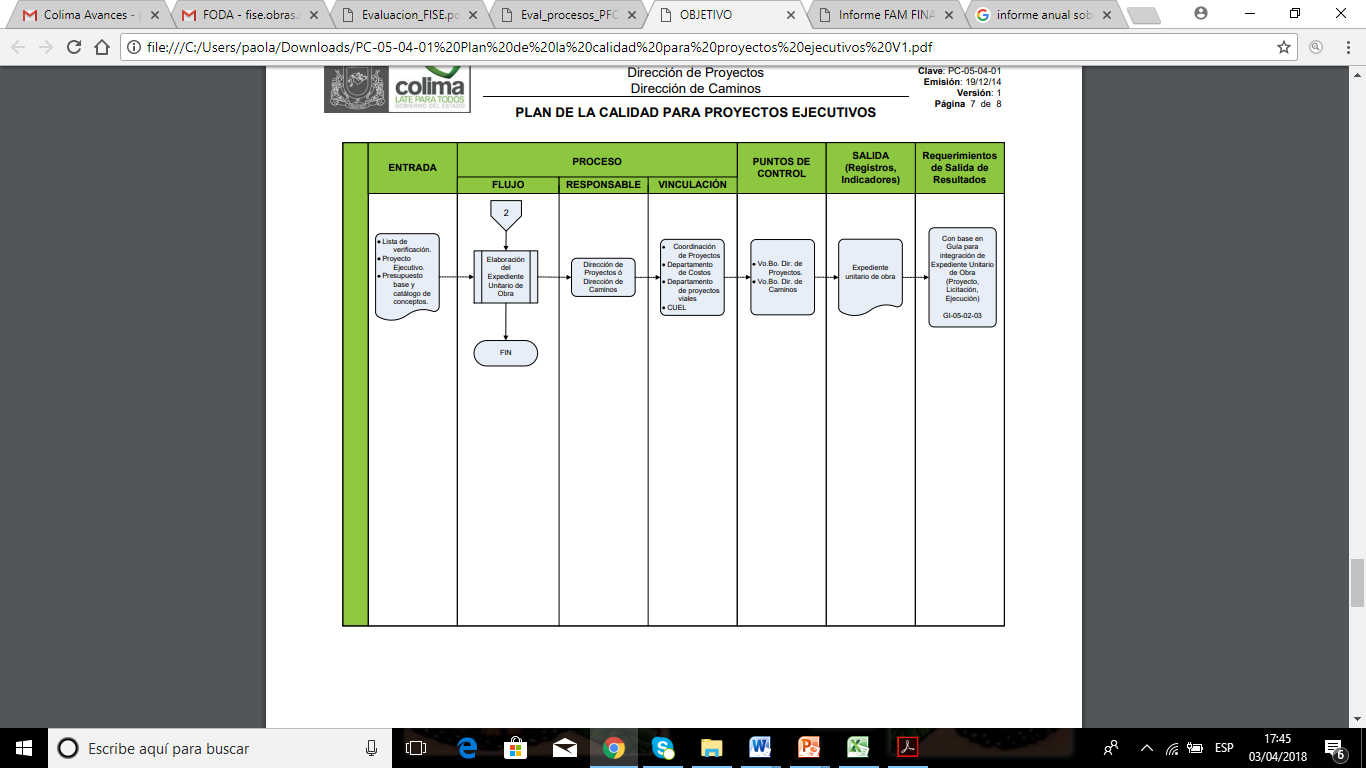 Colima Avances - p
FODA - fise.obras.c
Evaluacion_FISE.pd
Eval_procesos_PFC
OBJETIVO
Informe FAM FINA
informe anual sob
file:///C:/Users/paola/Downloads/PC-05-04-01%20Plan%20de%20la%20calidad%20para%20proyectos%20ejecutivos%20V1.pdf
colima
LATE PARA TODOS
GOBIERNO DEL ESTADO
Dirección de Proyectos
Dirección de Caminos
Clave: PC-05-04-01
Emisión: 19/12/14
Versión: 1
Página 7 de 8
PLAN DE LA CALIDAD PARA PROYECTOS EJECUTIVOS
ENTRADA
PROCESO
PUNTOS DE
CONTROL
SALIDA
(Registros,
Indicadores)
Requerimientos
de Salida de
Resultados
FLUJO
RESPONSABLE
VINCULACIÓN
2
• Lista de
verificación.
• Proyecto
Ejecutivo.
• Presupuesto
base y
catálogo de
conceptos.
Elaboración
del
Expediente
Unitario de
Obra
Dirección de
Proyectos ó
Dirección de
Caminos
• Coordinación
de Proyectos
• Departamento
de Costos
• Departamento
de proyectos
viales
• CUEL
• Vo.Bo. Dir. de
Proyectos.
• Vo.Bo. Dir. de
Caminos
Expediente
unitario de obra
Con base en
Guía para
integración de
Expediente Unitario
de Obra
(Proyecto,
Licitación,
Ejecución)
GI-05-02-03
FIN
Escribe aquí para buscar
ESP
17:45
03/04/2018
6